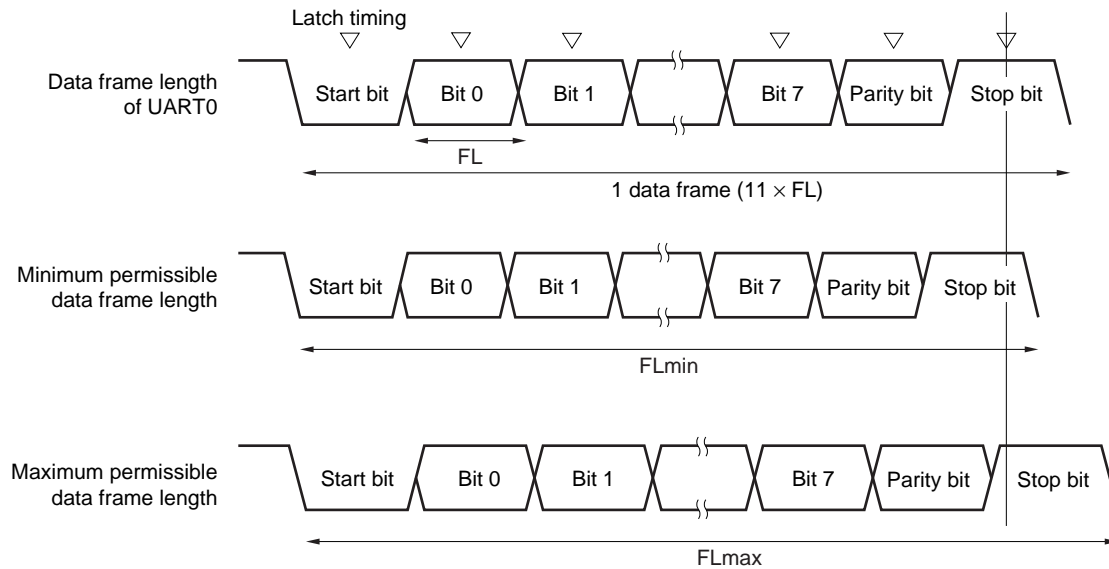 Latch timing
Data frame length
of UART0
Start bit Bit 0 Bit 1 Bit 7 Parity bit Stop bit
FL
1 data frame (11 × FL)
Minimum permissible
data frame length
Start bit Bit 0 Bit 1 Bit 7 Parity bit Stop bit
FLmin
Maximum permissible
data frame length
Start bit Bit 0 Bit 1 Bit 7 Parity bit Stop bit
FLmax